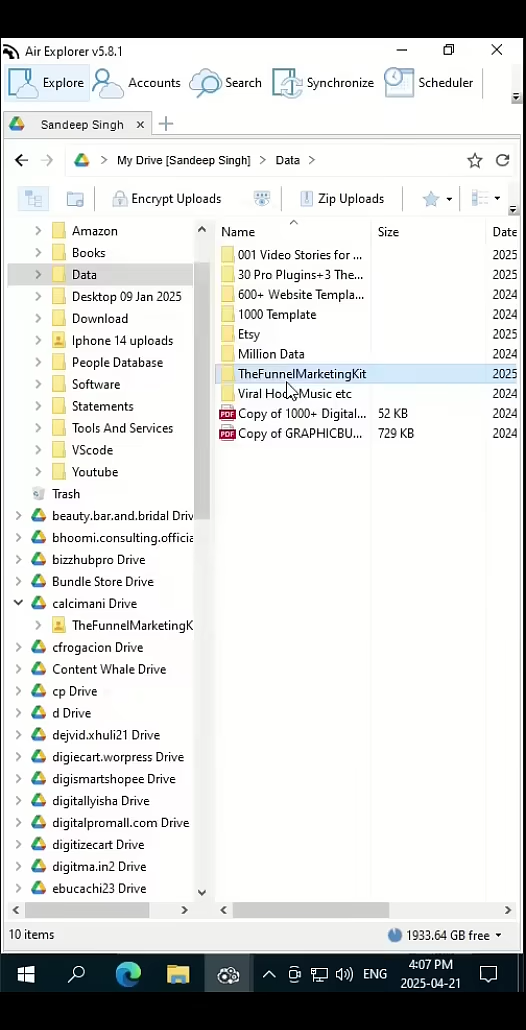 Air Explorer v5.8.1
Explore Accounts Search Synchronize Scheduler
Sandeep Singh
My Drive [Sandeep Singh] > Data >
Encrypt Uploads Zip Uploads
Amazon
Books
Data
Desktop 09 Jan 2025
Download
Iphone 14 uploads
People Database
Software
Statements
Tools And Services
VScode
Youtube
Trash
beauty.bar.and.bridal Driv
bhoomi.consulting.officia
bizzhubpro Drive
Bundle Store Drive
calcimani Drive
TheFunnelMarketingK
cfrogacion Drive
Content Whale Drive
cp Drive
d Drive
dejvid.xhuli21 Drive
digiecart.worpress Drive
digismartshopee Drive
digitallyisha Drive
digitalpromall.com Drive
digitizecart Drive
digitma.in2 Drive
ebucachi23 Drive
Name Size Date
001 Video Stories for ... 2025
30 Pro Plugins+3 The... 2025
600+ Website Templa... 2024
1000 Template 2024
Etsy 2024
Million Data 2024
TheFunnelMarketingKit 2025
Viral Hook Music etc 2024
PDF Copy of 1000+ Digital... 52 KB 2024
PDF Copy of GRAPHICBU... 729 KB 2024
10 items 1933.64 GB free
ENG 4:07 PM
2025-04-21